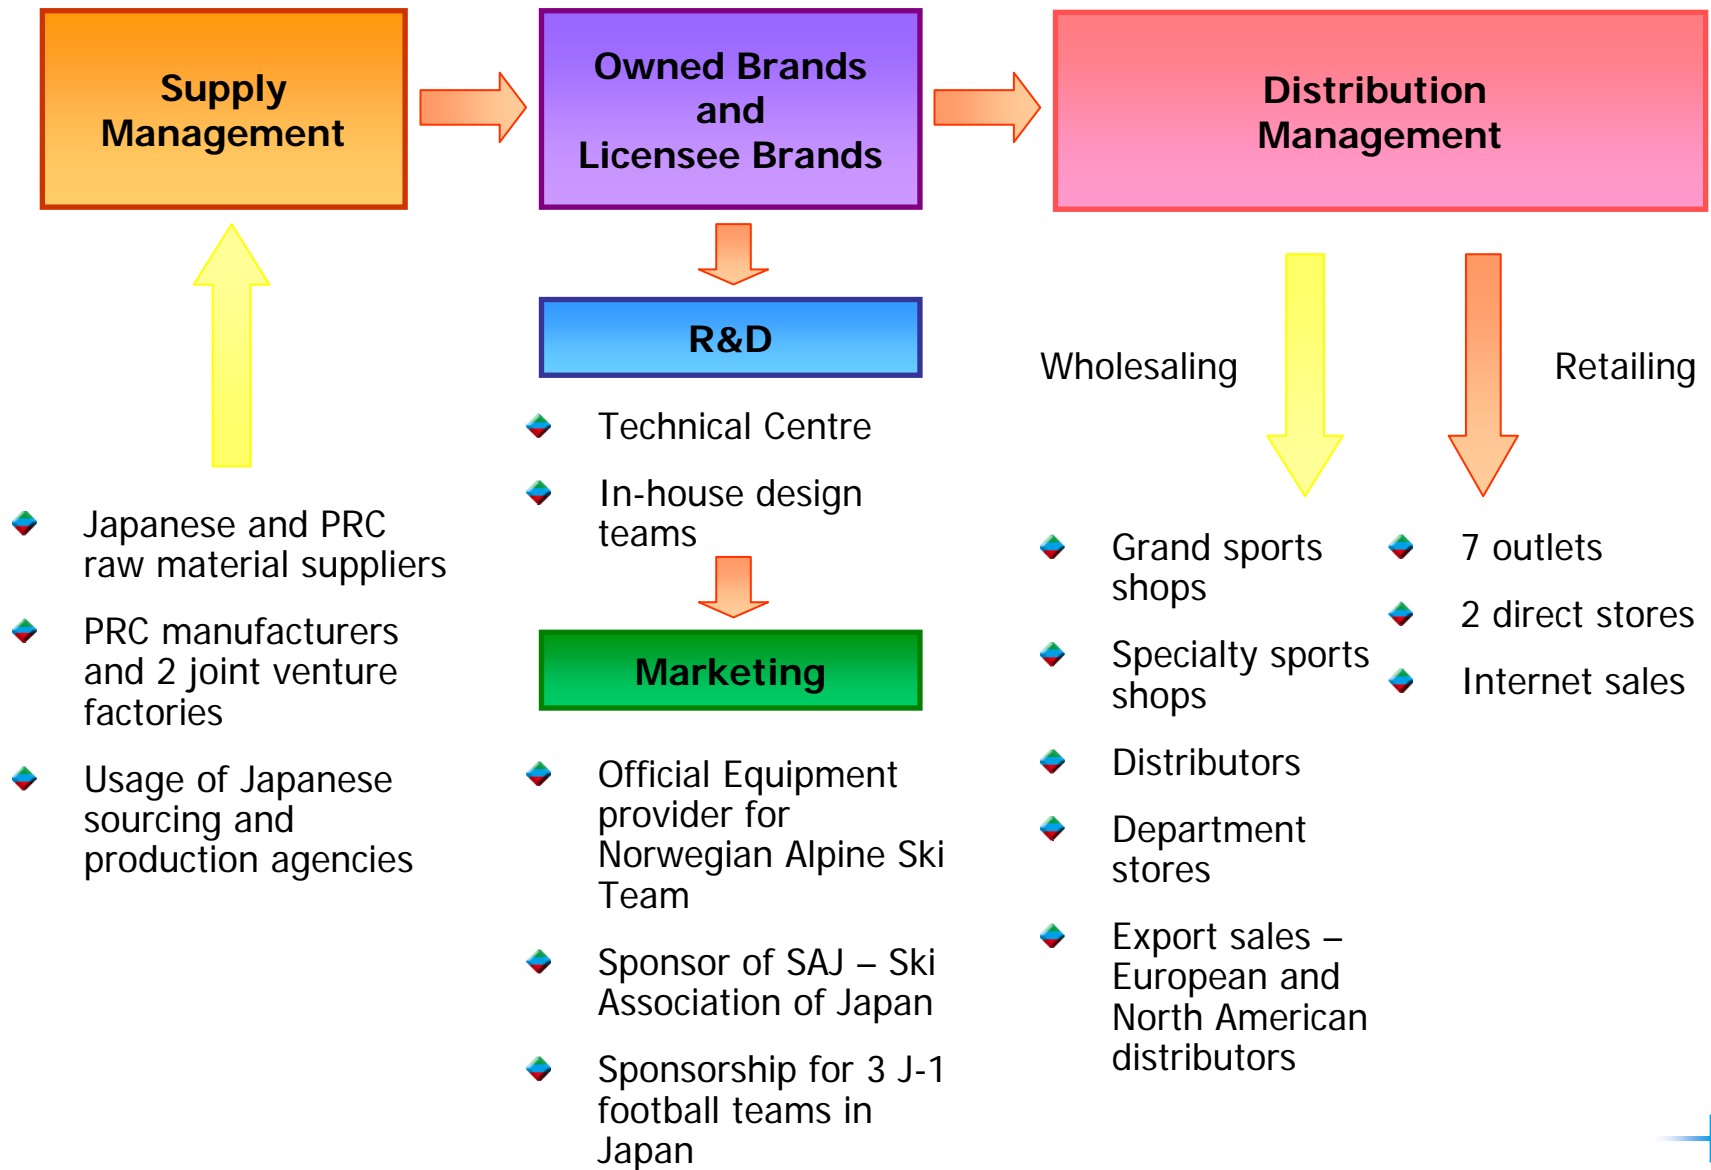 Supply
Management
Owned Brands
and
Licensee Brands
Distribution
Management
Japanese and PRC
raw material suppliers
PRC manufacturers
and 2 joint venture
factories
Usage of Japanese
sourcing and
production agencies
R&D
Technical Centre
In-house design
teams
Marketing
Official Equipment
provider for
Norwegian Alpine Ski
Team
Sponsor of SAJ – Ski
Association of Japan
Sponsorship for 3 J-1
football teams in
Japan
Wholesaling
Grand sports
shops
Specialty sports
shops
Distributors
Department
stores
Export sales –
European and
North American
distributors
Retailing
7 outlets
2 direct stores
Internet sales